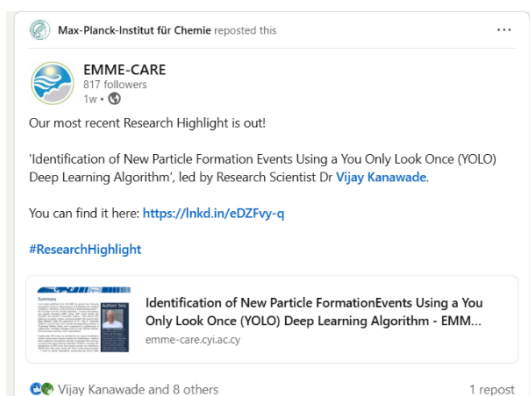 Max-Planck-Institut für Chemie reposted this
EMME-CARE
817 followers
1w •
Our most recent Research Highlight is out!
'Identification of New Particle Formation Events Using a You Only Look Once (YOLO)
Deep Learning Algorithm', led by Research Scientist Dr Vijay Kanawade.
You can find it here: https://lnkd.in/eDZFvy-q
#ResearchHighlight
Summary
Identification of New Particle FormationEvents Using a You
Only Look Once (YOLO) Deep Learning Algorithm - EMM...
emme-care.cyi.ac.cy
Vijay Kanawade and 8 others
1 repost